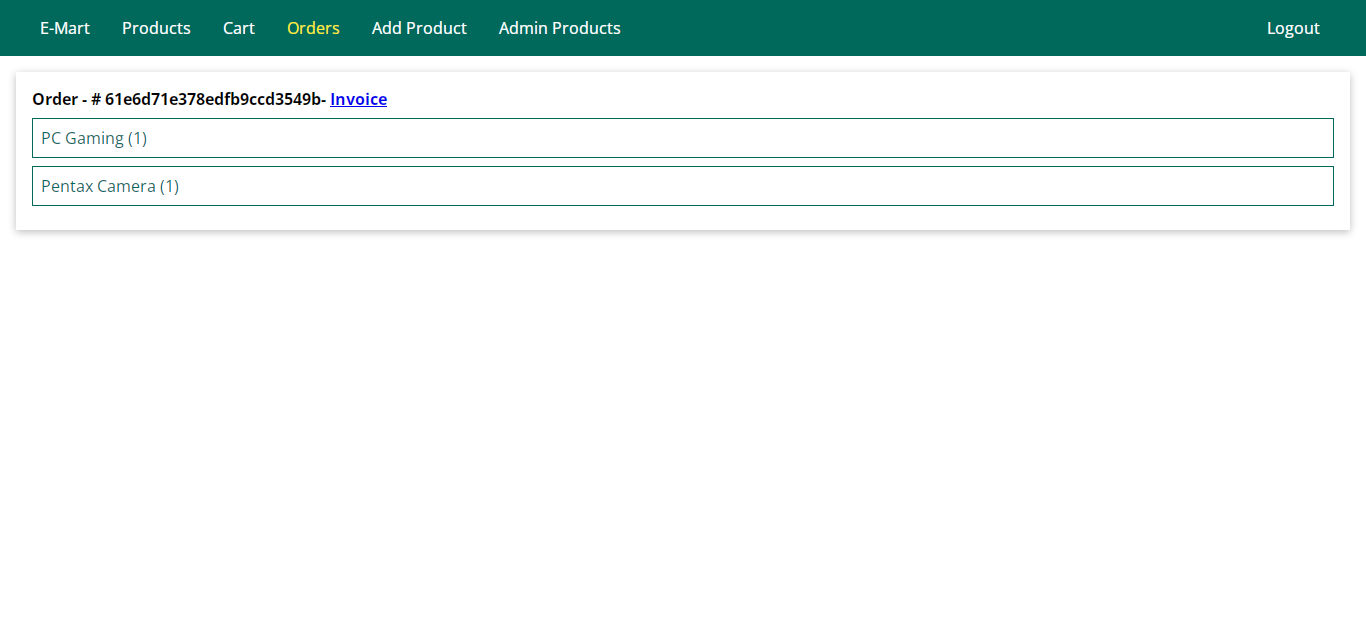 E-Mart Products Cart Orders Add Product Admin Products Logout
Order - # 61e6d71e378edfb9ccd3549b- Invoice
PC Gaming (1)
Pentax Camera (1)